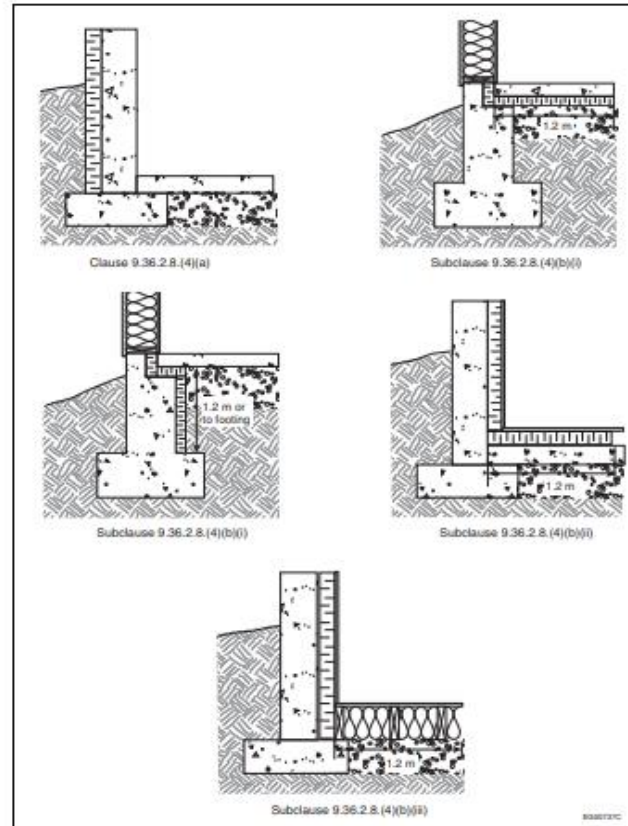 Clause 9.36.2.8.(4)(a)
1.2 m
Subclause 9.36.2.8.(4)(b)(i)
1.2 m or
to footing
Subclause 9.36.2.8.(4)(b)(i)
1.2 m
Subclause 9.36.2.8.(4)(b)(ii)
1.2 m
Subclause 9.36.2.8.(4)(b)(iii)